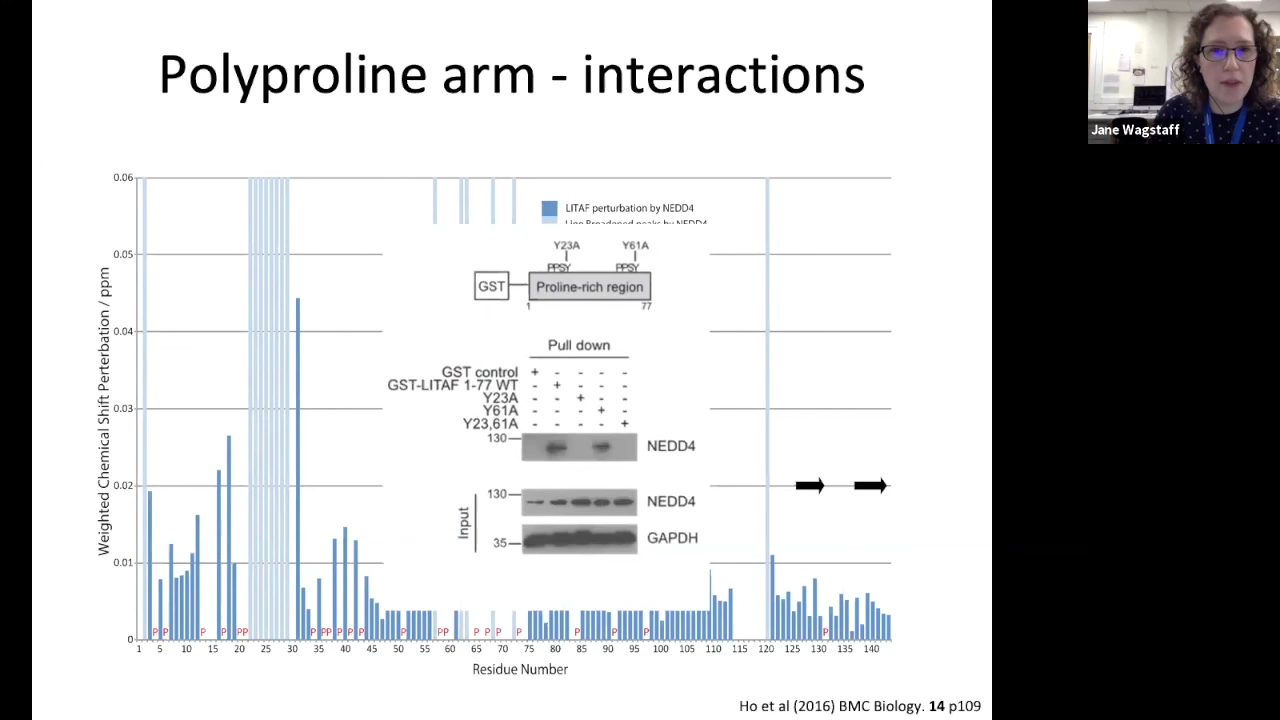 Polyproline arm - interactions
Jane Wagstaff
Weighted Chemical Shift Perterbation / ppm
0.06
0.05
0.04
0.03
0.02
0.01
0
LITAF perturbation by NEDD4
Line Broadened peaks by NEDD4
Y23A Y61A
PPSY PPSY
GST Proline-rich region
1 77
Pull down
GST control + - - - -
GST-LITAF 1-77 WT - + - - -
Y23A - - + - -
Y61A - - - + -
Y23,61A - - - - +
130 NEDD4
Input
130 NEDD4
35 GAPDH
P P P P P P P P P P P P P P P P P P P P P P P
1 5 10 15 20 25 30 35 40 45 50 55 60 65 70 75 80 85 90 95 100 105 110 115 120 125 130 135 140
Residue Number
Ho et al (2016) BMC Biology. 14 p109